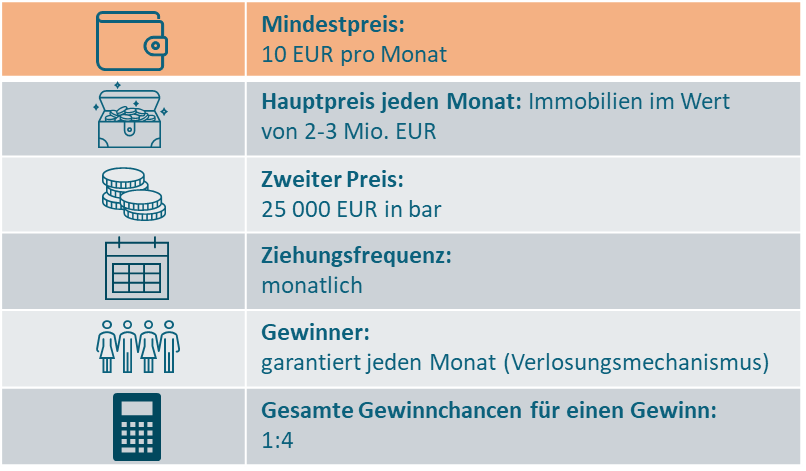 Mindestpreis:
10 EUR pro Monat
Hauptpreis jeden Monat: Immobilien im Wert
von 2-3 Mio. EUR
Zweiter Preis:
25 000 EUR in bar
Ziehungsfrequenz:
monatlich
Gewinner:
garantiert jeden Monat (Verlosungsmechanismus)
Gesamte Gewinnchancen für einen Gewinn:
1:4